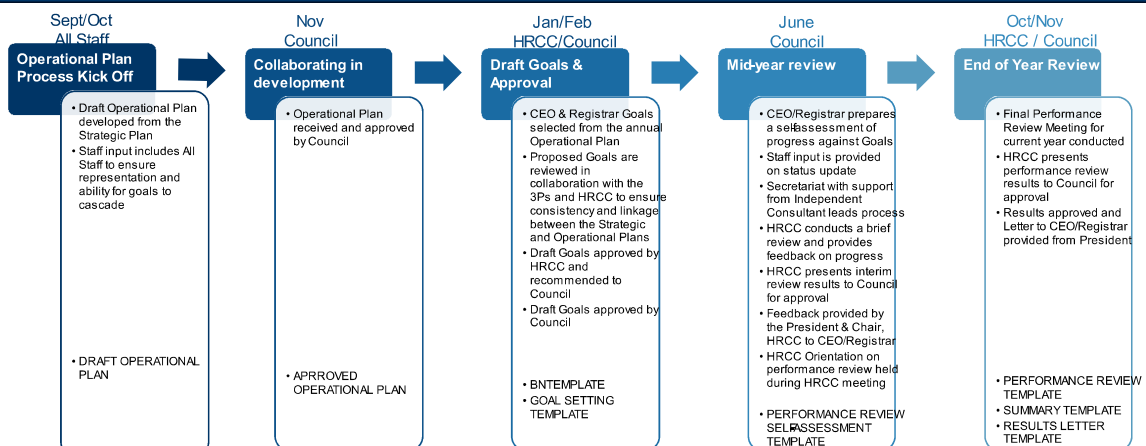 Sept/Oct
All Staff
Operational Plan
Process Kick Off
• Draft Operational Plan
developed from the
Strategic Plan
• Staff input includes All
Staff to ensure
representation and
ability for goals to
cascade
• DRAFT OPERATIONAL
PLAN
Nov
Council
Collaborating in
development
• Operational Plan
received and approved
by Council
• APRROVED
OPERATIONAL PLAN
Jan/Feb
HRCC/Council
Draft Goals &
Approval
• CEO & Registrar Goals
selected from the annual
Operational Plan
• Proposed Goals are
reviewed in
collaboration with the
3Ps and HRCC to ensure
consistency and linkage
between the Strategic
and Operational Plans
• Draft Goals approved by
HRCC and
recommended to
Council
• Draft Goals approved by
Council
• BNTEMPLATE
• GOAL SETTING
TEMPLATE
June
Council
Mid-year review
• CEO/Registrar prepares
a self-assessment of
progress against Goals
• Staff input is provided
on status update
• Secretariat with support
from Independent
Consultant leads process
• HRCC conducts a brief
review and provides
feedback on progress
• HRCC presents interim
review results to Council
for approval
• Feedback provided by
the President & Chair,
HRCC to CEO/Registrar
• HRCC Orientation on
performance review held
during HRCC meeting
• PERFORMANCE REVIEW
SELF-ASSESSMENT
TEMPLATE
Oct/Nov
HRCC / Council
End of Year Review
• Final Performance
Review Meeting for
current year conducted
• HRCC presents
performance review
results to Council for
approval
• Results approved and
Letter to CEO/Registrar
provided from President
• PERFORMANCE REVIEW
TEMPLATE
• SUMMARY TEMPLATE
• RESULTS LETTER
TEMPLATE